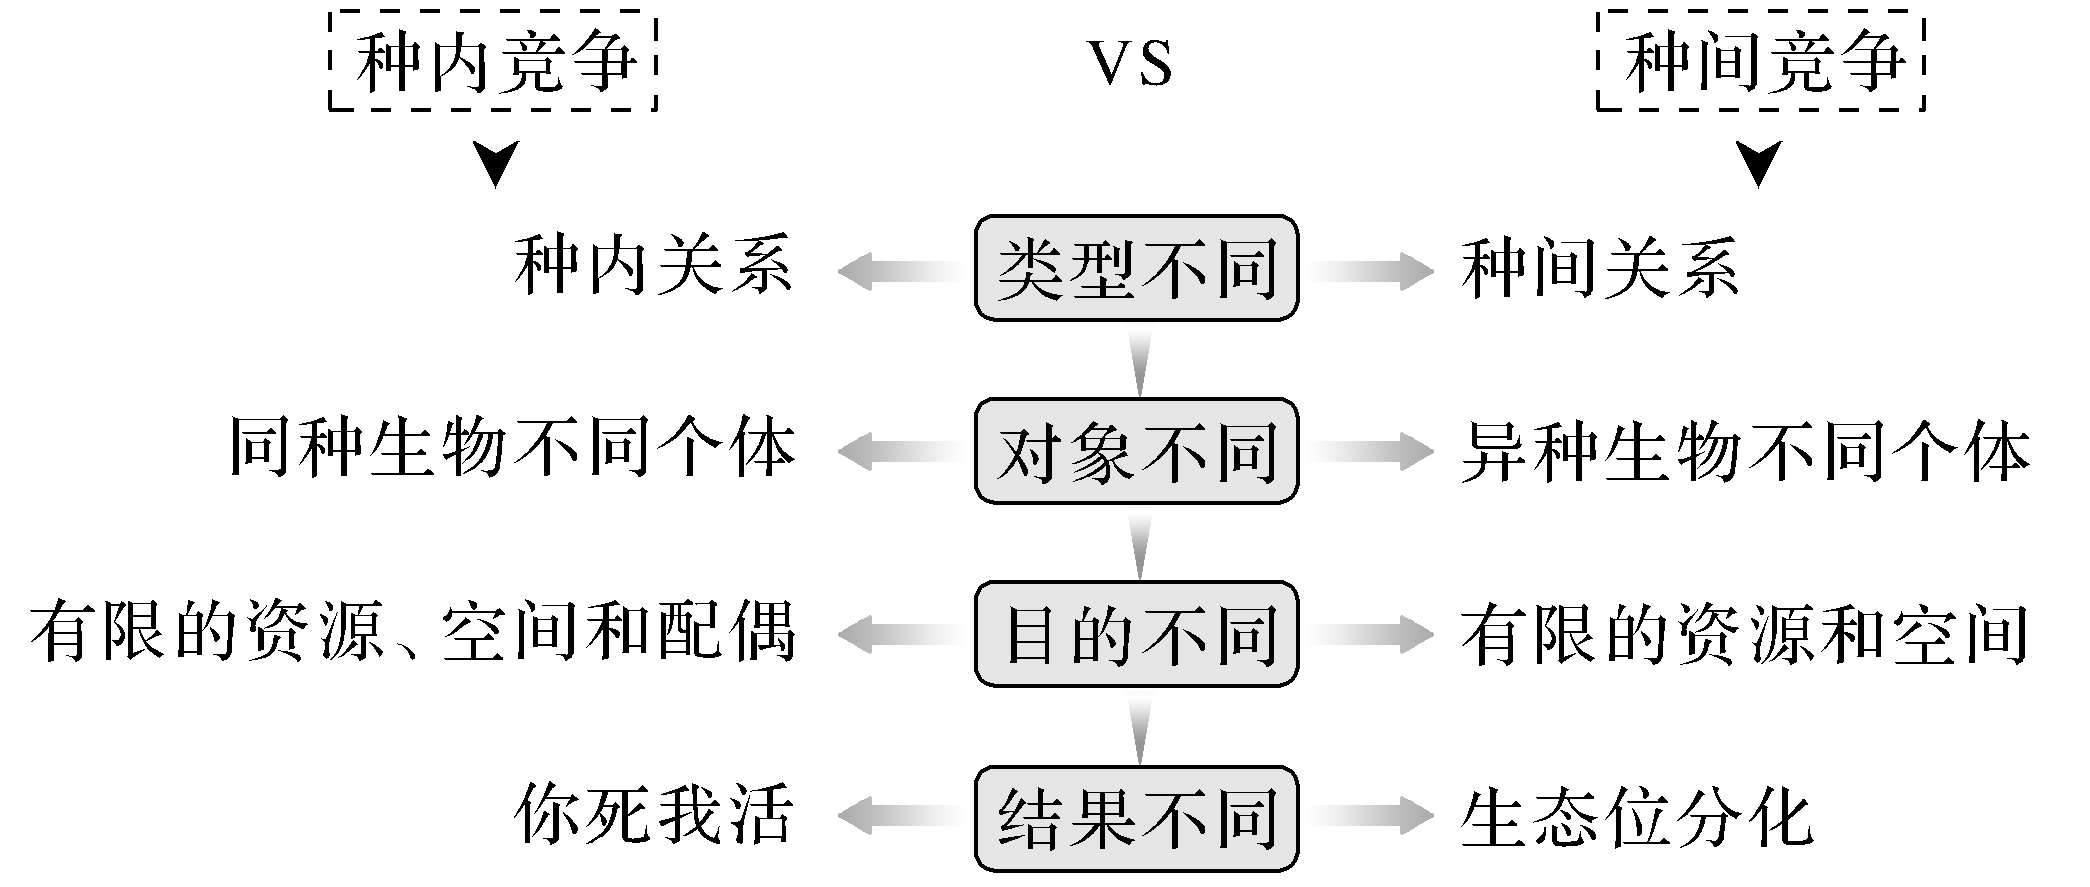 种内竞争 VS 种间竞争
种内关系 类型不同 种间关系
同种生物不同个体 对象不同 异种生物不同个体
有限的资源、空间和配偶 目的不同 有限的资源和空间
你死我活 结果不同 生态位分化